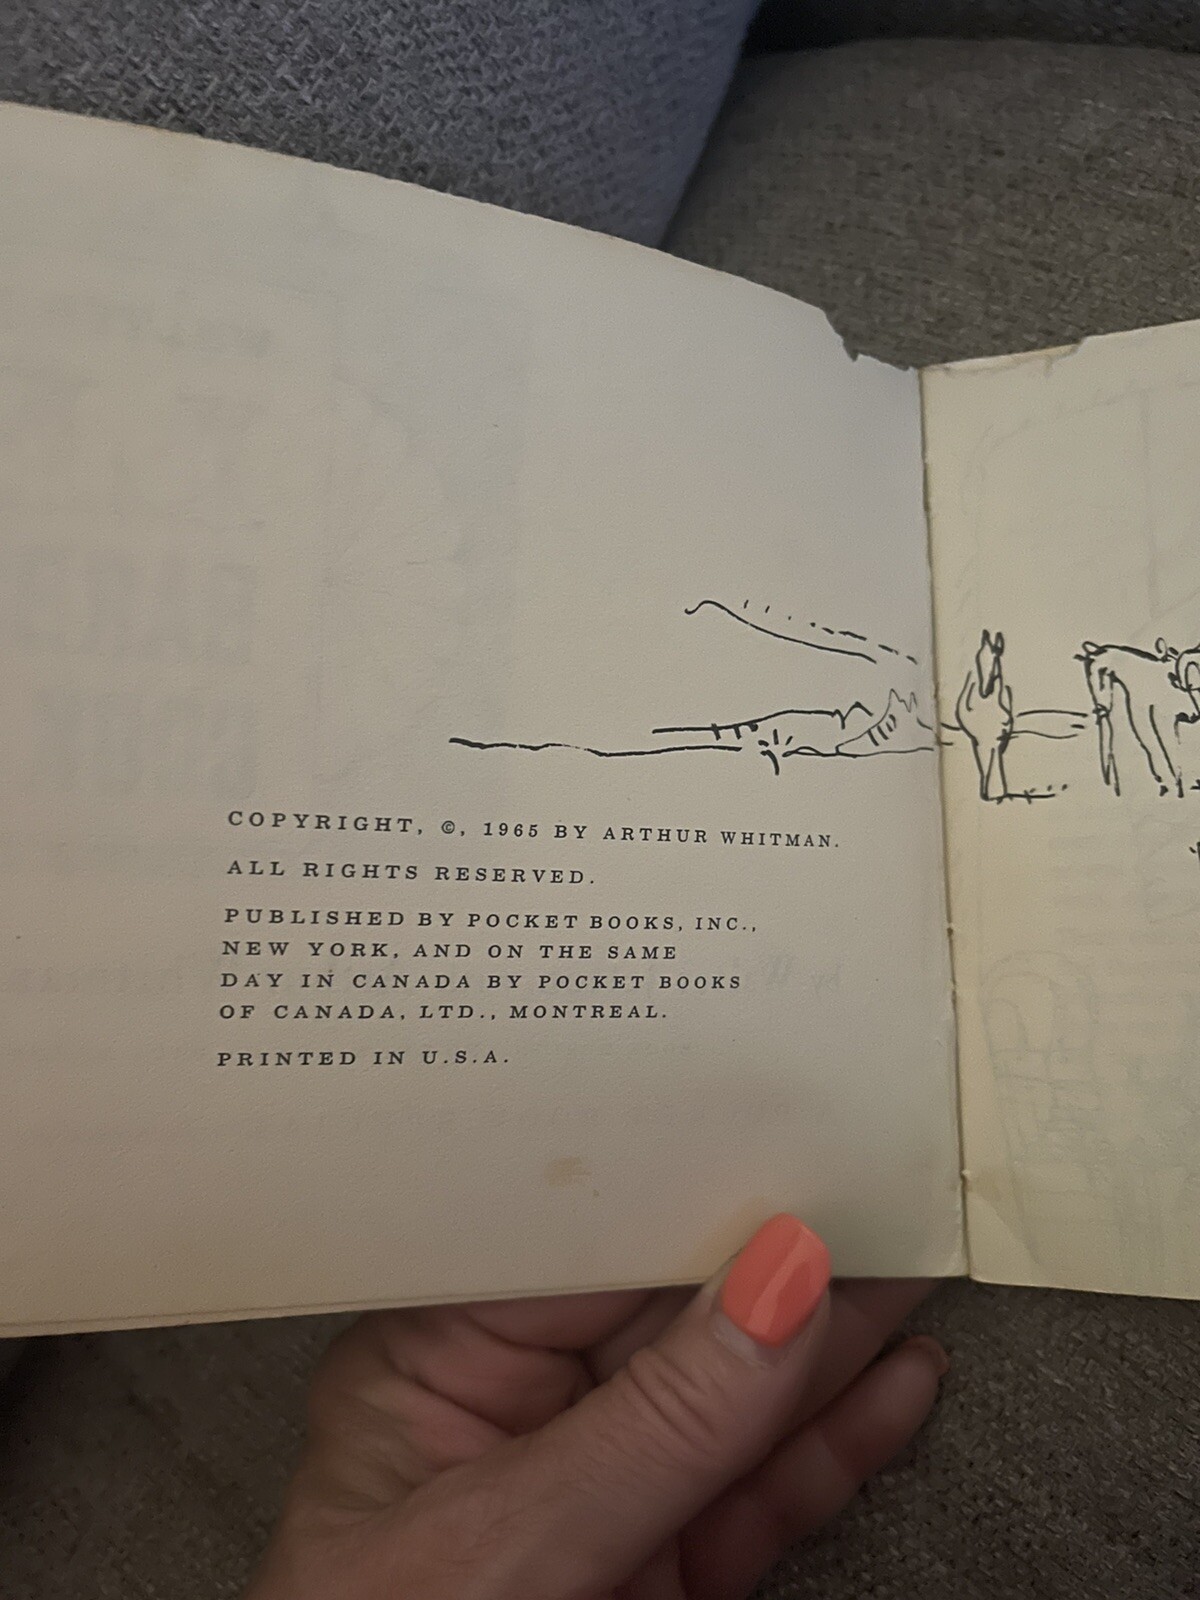 COPYRIGHT, ©, 1965 BY ARTHUR WHITMAN.
ALL RIGHTS RESERVED.
PUBLISHED BY POCKET BOOKS, INC.,
NEW YORK, AND ON THE SAME
DAY IN CANADA BY POCKET BOOKS
OF CANADA, LTD., MONTREAL.
PRINTED IN U.S.A.